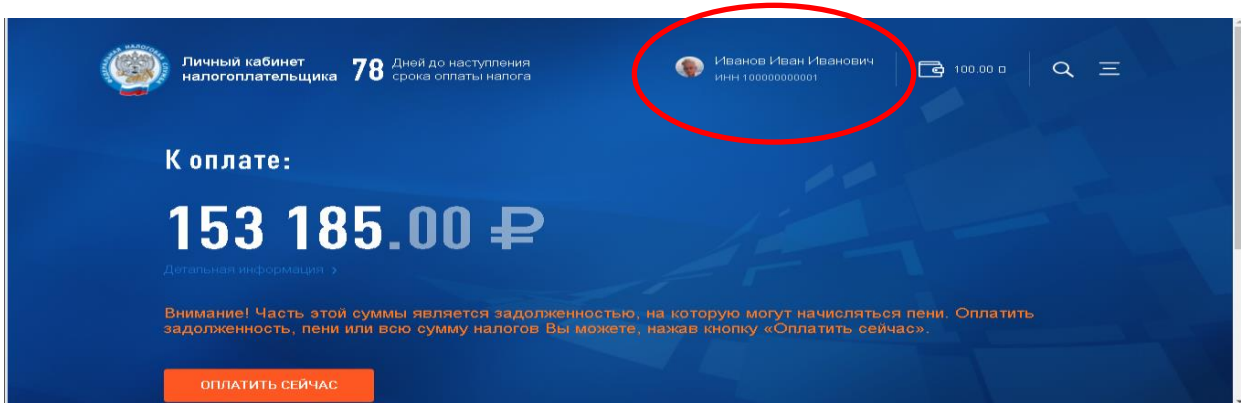 Личный кабинет
налогоплательщика
78
Дней до наступления
срока оплаты налога
Иванов Иван Иванович
ИНН 100000000001
100.00
К оплате:
153 185.00 ₽
Детальная информация >
Внимание! Часть этой суммы является задолженностью, на которую могут начисляться пени. Оплатить
задолженность, пени или всю сумму налогов Вы можете, нажав кнопку «Оплатить сейчас».
ОПЛАТИТЬ СЕЙЧАС